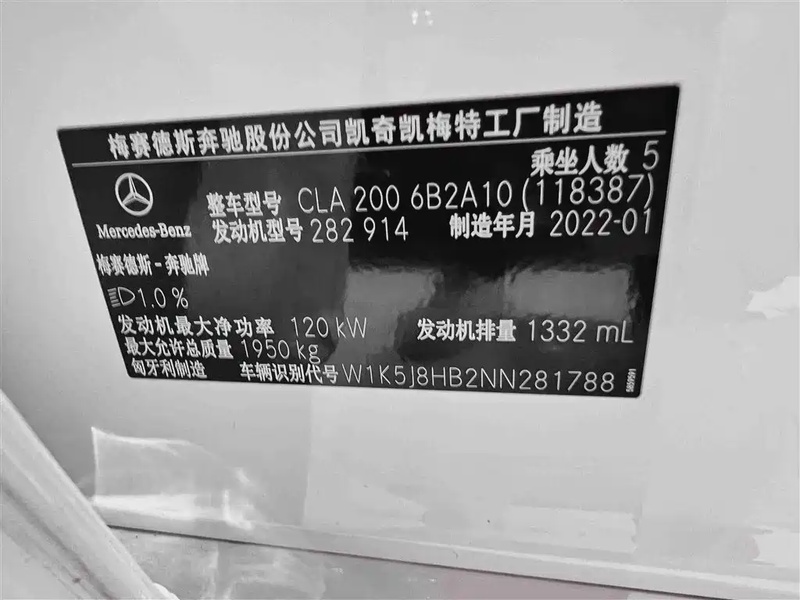 梅赛德斯奔驰股份公司凯奇凯梅特工厂制造
乘坐人数 5
整车型号 CLA 200 6B2A10 (118387)
Mercedes-Benz 发动机型号 282 914 制造年月 2022-01
梅赛德斯-奔驰牌
1.0 %
发动机最大净功率 120 kW 发动机排量 1332 mL
最大允许总质量 1950 kg
匈牙利制造 车辆识别代号 W1K5J8HB2NN281788